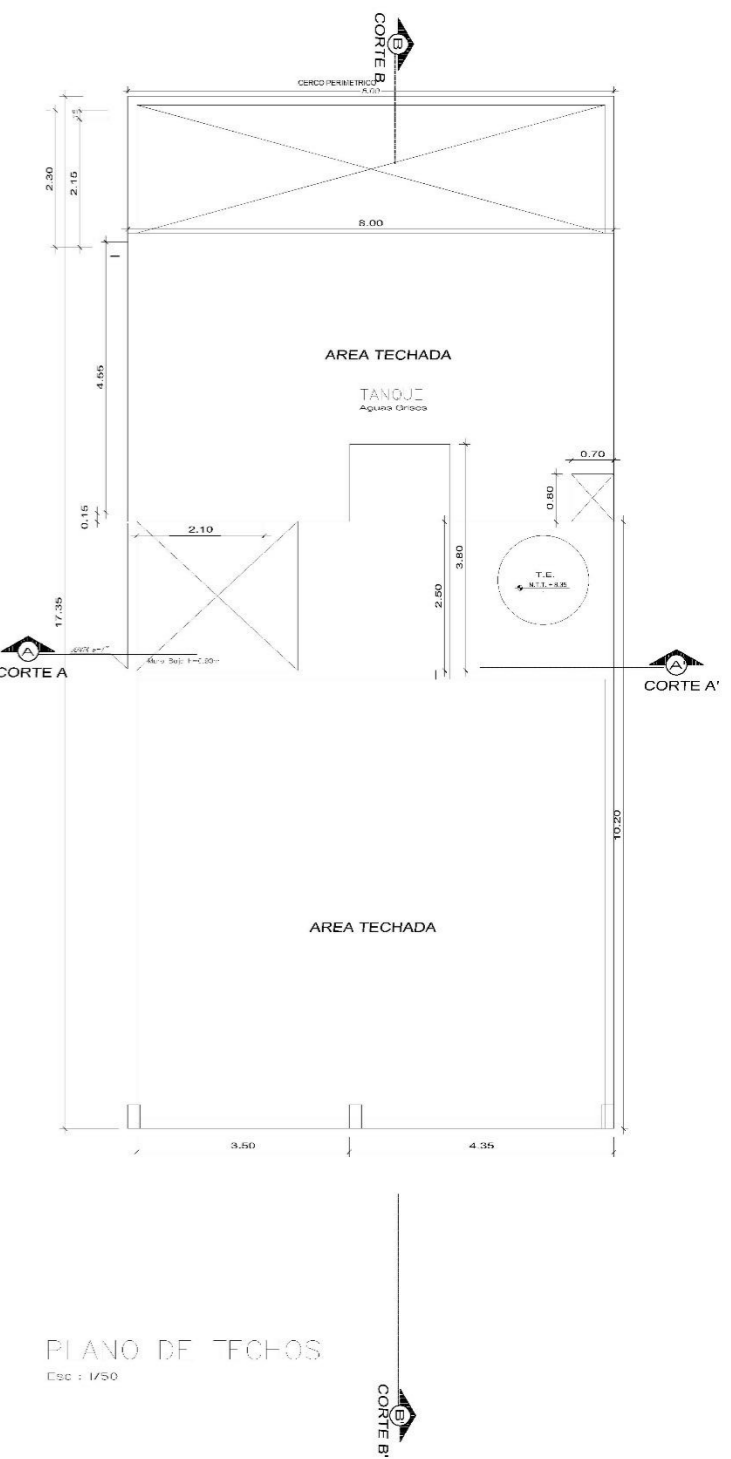 CORTE B
B
CERCO PERIMETRICO
8.00
2.30
2.15
.15
8.00
AREA TECHADA
TANQUE
Aguas Grises
4.55
0.70
0.80
0.15
2.10
3.80
2.50
T.E.
17.35
A
CORTE A
A'
CORTE A'
10.20
AREA TECHADA
3.50
4.35
PLANO DE TECHOS
Esc : 1/50
B'
CORTE B'